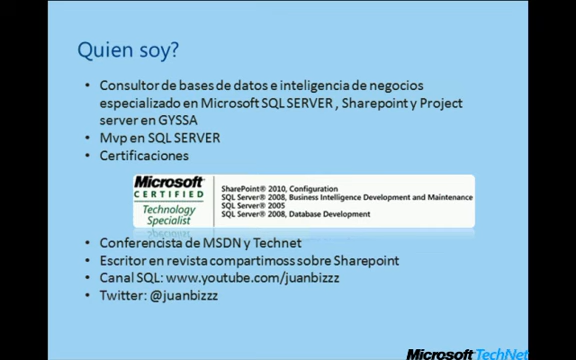 Quien soy?
• Consultor de bases de datos e inteligencia de negocios
especializado en Microsoft SQL SERVER , Sharepoint y Project
server en GYSSA
• Mvp en SQL SERVER
• Certificaciones
Microsoft
CERTIFIED
Technology
Specialist
SharePoint® 2010, Configuration
SQL Server® 2008, Business Intelligence Development and Maintenance
SQL Server® 2005
SQL Server® 2008, Database Development
• Conferencista de MSDN y Technet
• Escritor en revista compartimoss sobre Sharepoint
• Canal SQL: www.youtube.com/juanbizzz
• Twitter: @juanbizzz
Microsoft TechNet